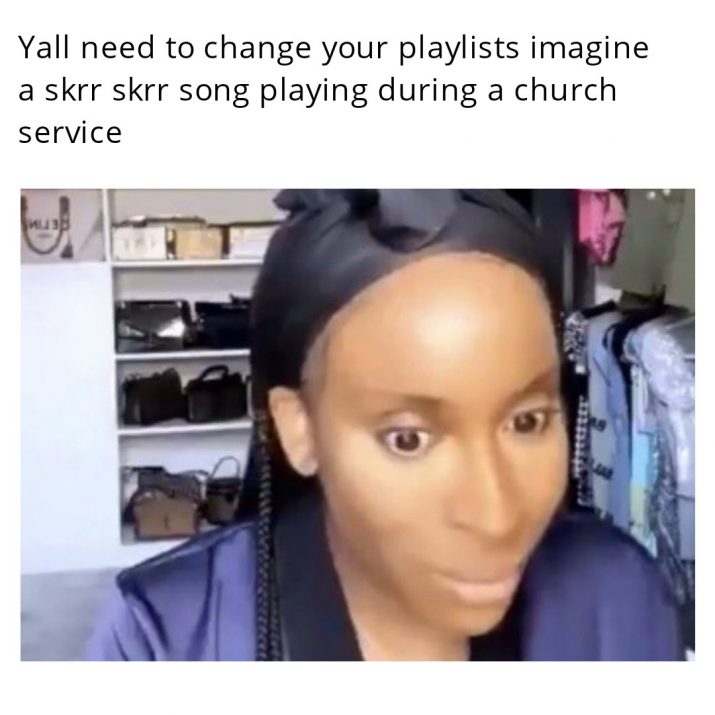 Yall need to change your playlists imagine
a skrr skrr song playing during a church
service